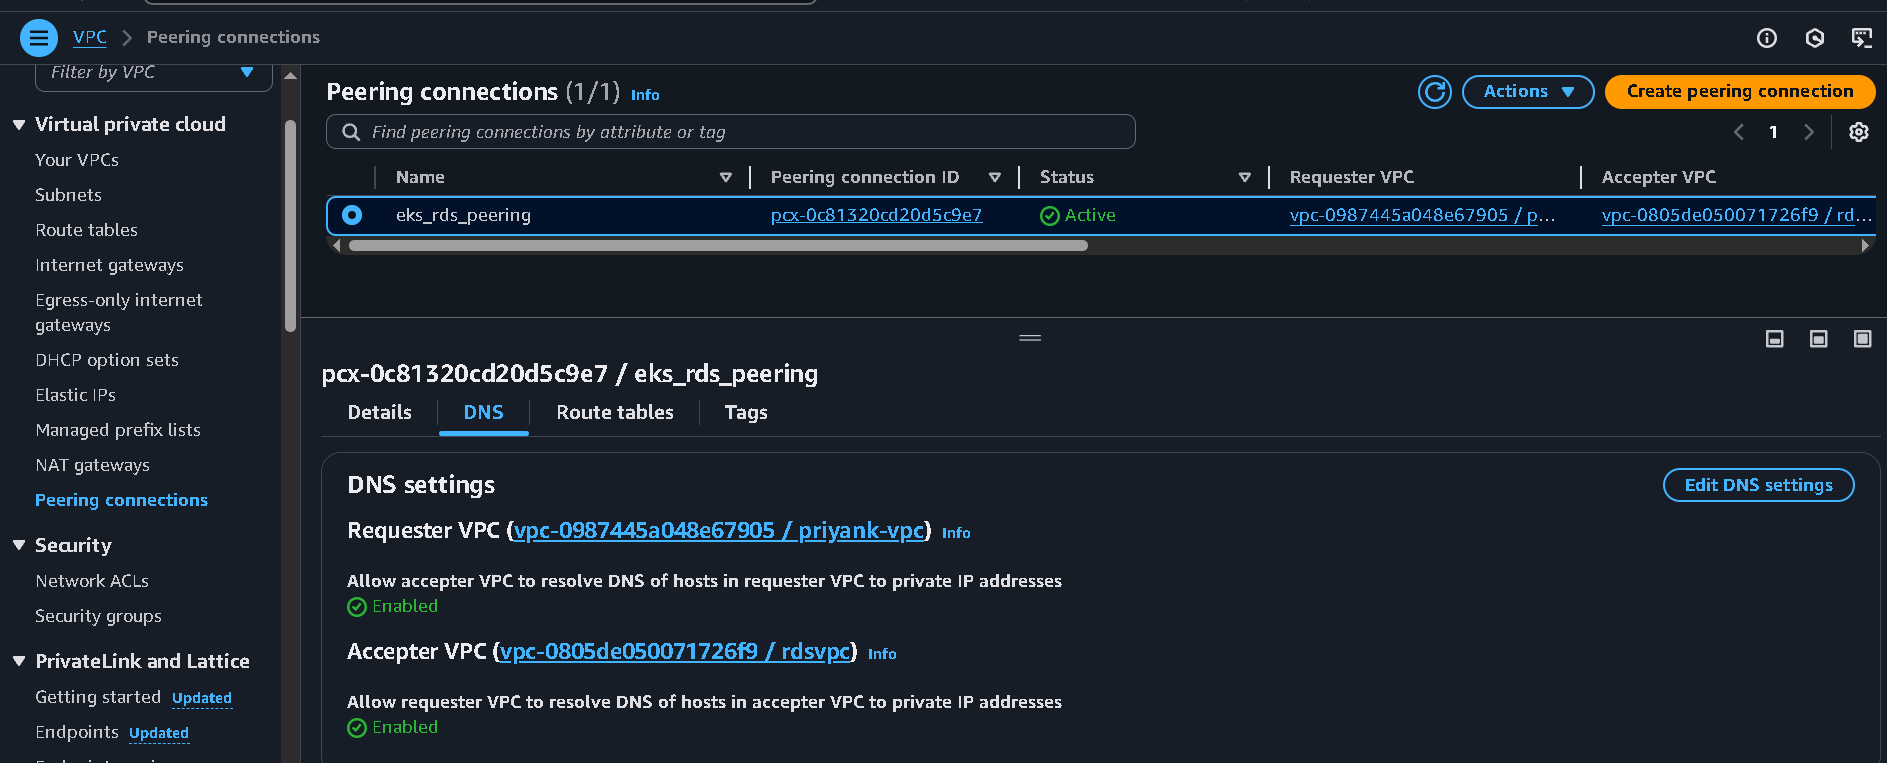 VPC > Peering connections
Filter by VPC
Virtual private cloud
Your VPCs
Subnets
Route tables
Internet gateways
Egress-only internet
gateways
DHCP option sets
Elastic IPs
Managed prefix lists
NAT gateways
Peering connections
Security
Network ACLs
Security groups
PrivateLink and Lattice
Getting started Updated
Endpoints Updated
Peering connections (1/1) Info
Actions
Create peering connection
Find peering connections by attribute or tag
1
Name Peering connection ID Status Requester VPC Accepter VPC
eks_rds_peering pcx-0c81320cd20d5c9e7 Active vpc-0987445a048e67905 / p... vpc-0805de050071726f9 / rd...
pcx-0c81320cd20d5c9e7 / eks_rds_peering
Details DNS Route tables Tags
DNS settings
Edit DNS settings
Requester VPC (vpc-0987445a048e67905 / priyank-vpc) Info
Allow accepter VPC to resolve DNS of hosts in requester VPC to private IP addresses
Enabled
Accepter VPC (vpc-0805de050071726f9 / rdsvpc) Info
Allow requester VPC to resolve DNS of hosts in accepter VPC to private IP addresses
Enabled